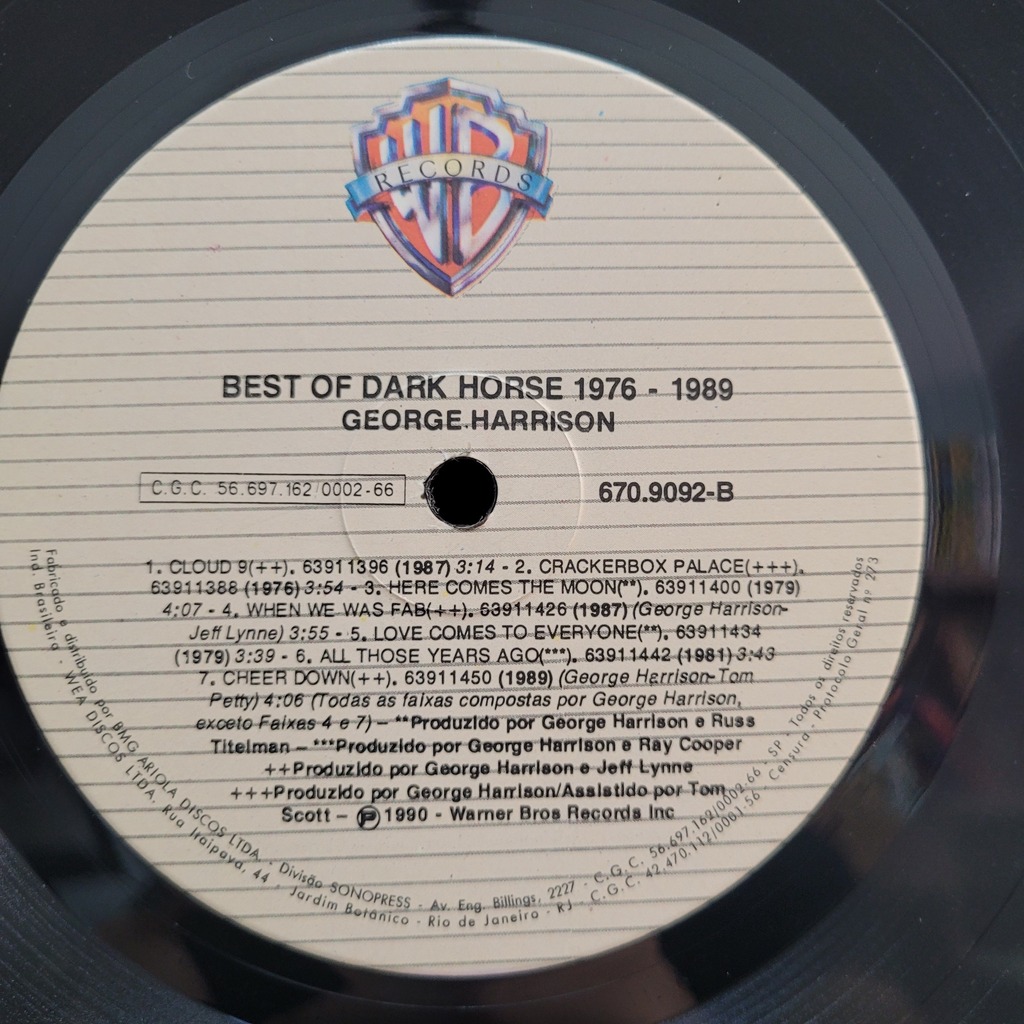 WB
RECORDS
BEST OF DARK HORSE 1976 - 1989
GEORGE HARRISON
C.G.C. 56.697.162/0002-66
670.9092-B
1. CLOUD 9(++). 63911396 (1987) 3:14 - 2. CRACKERBOX PALACE(+++).
63911388 (1976) 3:54 - 3. HERE COMES THE MOON(**). 63911400 (1979)
4:07 - 4. WHEN WE WAS FAB(++). 63911426 (1987) (George Harrison-
Jeff Lynne) 3:55 - 5. LOVE COMES TO EVERYONE(**). 63911434
(1979) 3:39 - 6. ALL THOSE YEARS AGO(***). 63911442 (1981) 3:43
7. CHEER DOWN(++). 63911450 (1989) (George Harrison-Tom
Petty) 4:06 (Todas as faixas compostas por George Harrison,
exceto Faixas 4 e 7) – **Produzido por George Harrison e Russ
Titelman – ***Produzido por George Harrison e Ray Cooper
++Produzido por George Harrison e Jeff Lynne
+++Produzido por George Harrison/Assistido por Tom
Scott – Ⓟ 1990 - Warner Bros Records Inc
Fabricado e distribuído por BMG ARIOLA DISCOS LTDA. - Divisão SONOPRESS - Av. Eng. Billings, 2227 - C.G.C. 56.697.162/0002-66 - SP - Todos os direitos reservados
Ind. Brasileira - WEA DISCOS LTDA. Rua Itaipava, 44 - Jardim Botânico - Rio de Janeiro - RJ - C.G.C. 42.470.112/0001-56 - Censura - Protocolo Geral nº 273